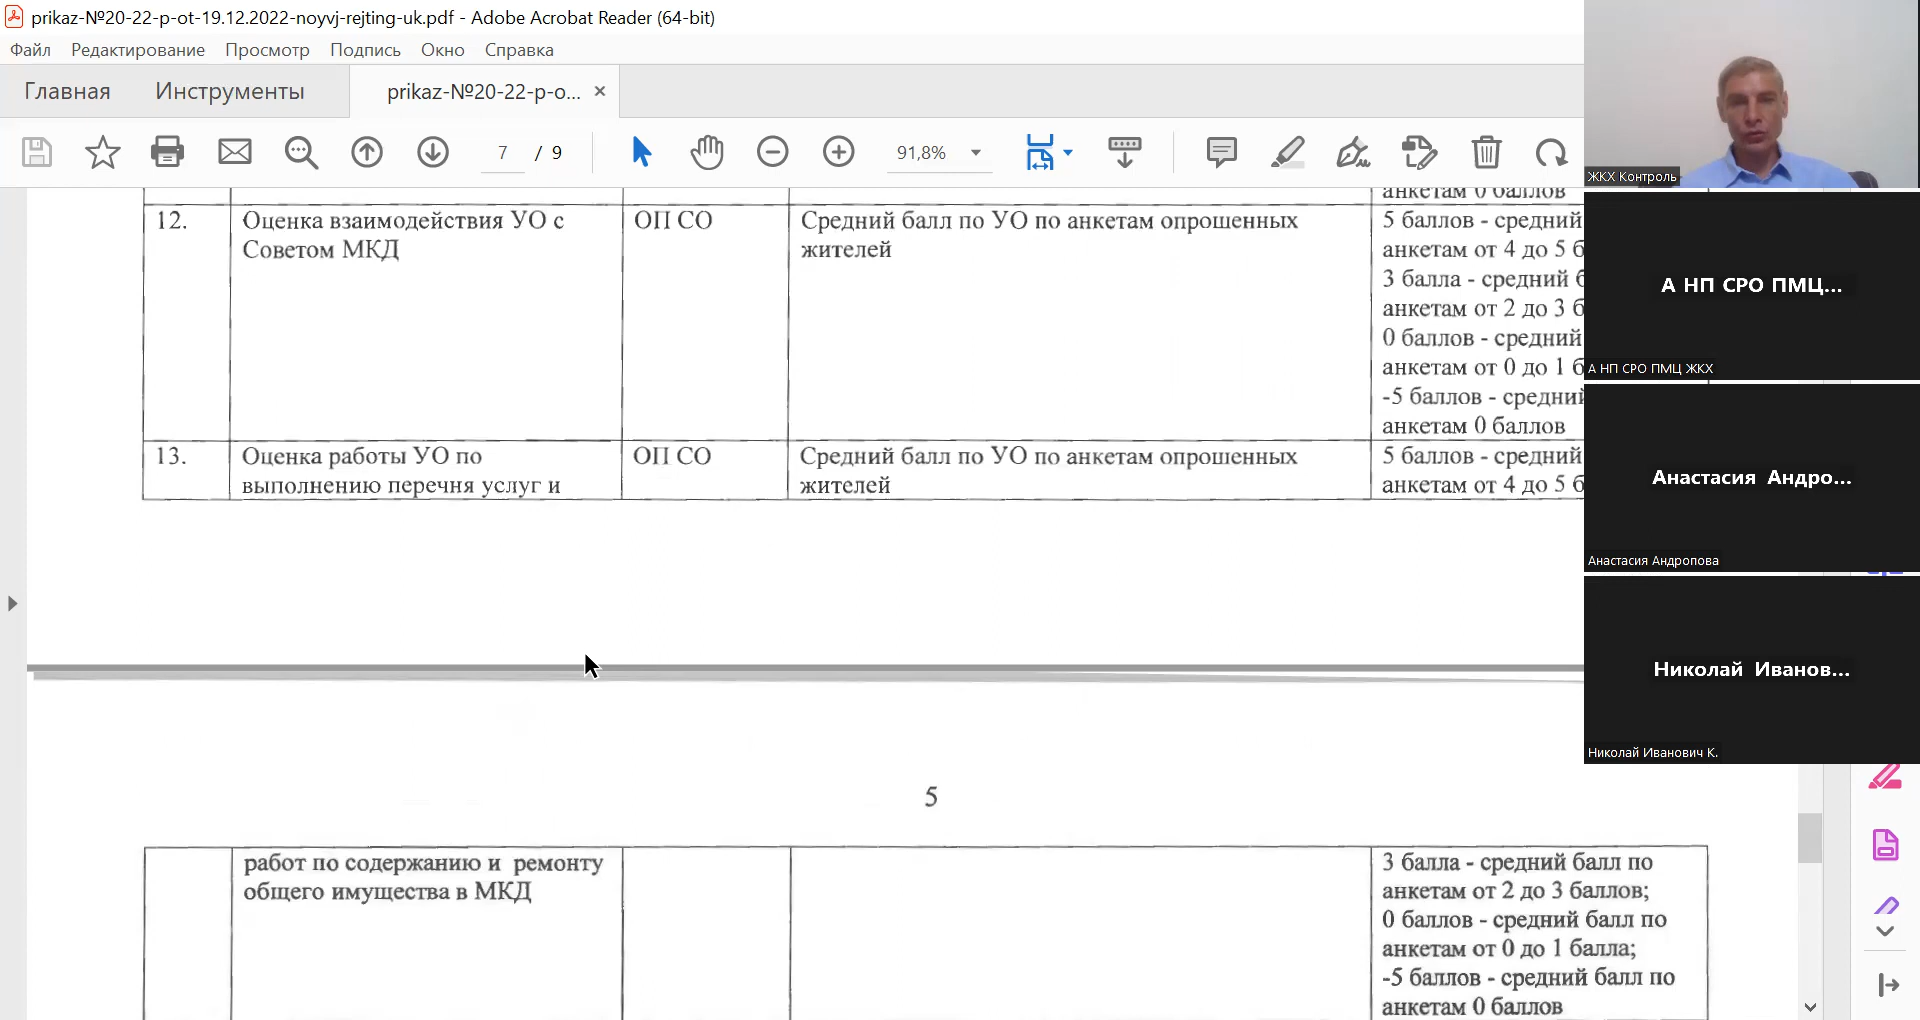 prikaz-№20-22-p-ot-19.12.2022-noyvj-rejting-uk.pdf - Adobe Acrobat Reader (64-bit)
Файл Редактирование Просмотр Подпись Окно Справка
Главная Инструменты prikaz-№20-22-p-o... ×
7 / 9 91,8%
анкетам 0 баллов
12. Оценка взаимодействия УО с ОП СО Средний балл по УО по анкетам опрошенных 5 баллов - средний
Советом МКД жителей анкетам от 4 до 5 б
3 балла - средний б
анкетам от 2 до 3 б
0 баллов - средний
анкетам от 0 до 1 б
-5 баллов - средний
анкетам 0 баллов
13. Оценка работы УО по ОП СО Средний балл по УО по анкетам опрошенных 5 баллов - средний
выполнению перечня услуг и жителей анкетам от 4 до 5 б
5
работ по содержанию и ремонту 3 балла - средний балл по
общего имущества в МКД анкетам от 2 до 3 баллов;
0 баллов - средний балл по
анкетам от 0 до 1 балла;
-5 баллов - средний балл по
анкетам 0 баллов
ЖКХ Контроль
А НП СРО ПМЦ...
А НП СРО ПМЦ ЖКХ
Анастасия Андро...
Анастасия Андропова
Николай Иванов...
Николай Иванович К.